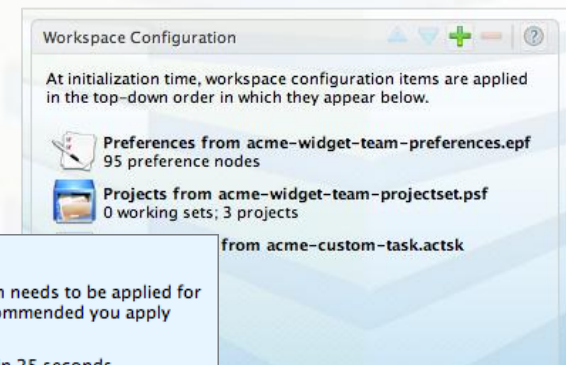 Workspace Configuration
At initialization time, workspace configuration items are applied
in the top-down order in which they appear below.
Preferences from acme-widget-team-preferences.epf
95 preference nodes
Projects from acme-widget-team-projectset.psf
0 working sets; 3 projects
from acme-custom-task.actsk
needs to be applied for
you apply
25 seconds